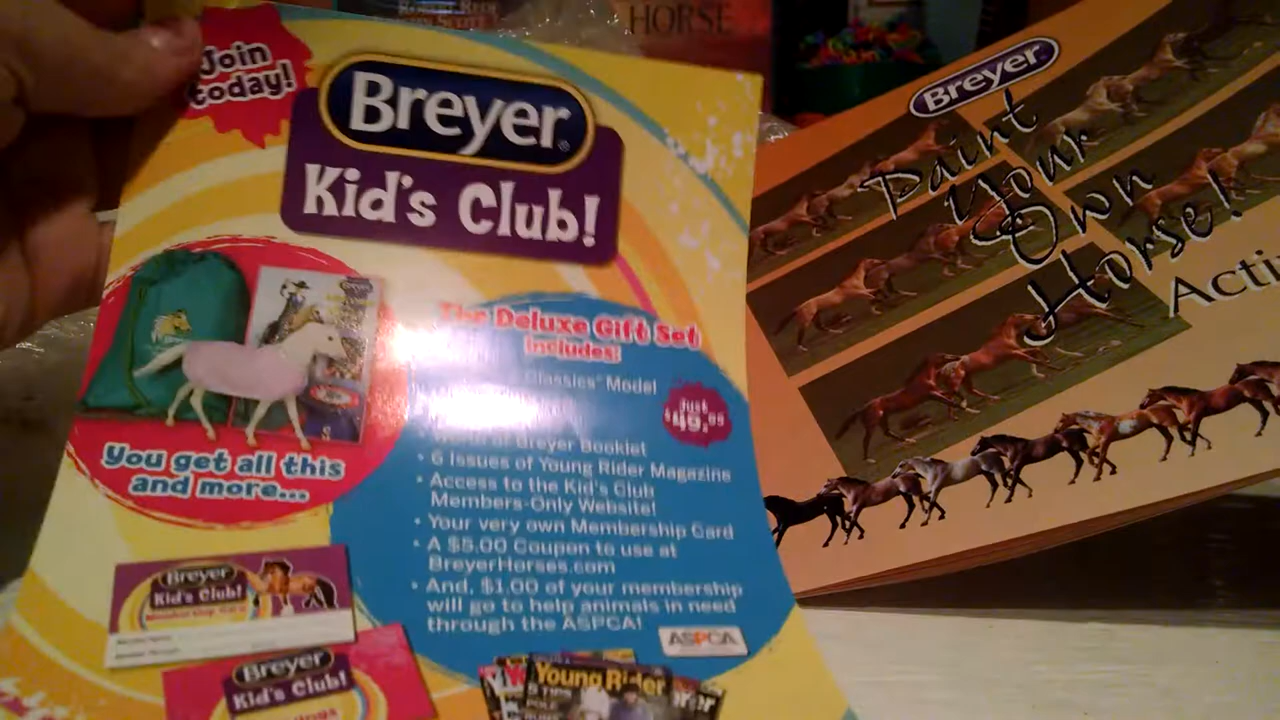 Join
today!
Breyer
Kid's Club!
The Deluxe Gift Set
includes:
Classics® Model
Just
$49.95
of Breyer Booklet
• 6 Issues of Young Rider Magazine
• Access to the Kid's Club
Members-Only Website!
• Your very own Membership Card
• A $5.00 Coupon to use at
BreyerHorses.com
• And, $1.00 of your membership
will go to help animals in need
through the ASPCA!
ASPCA
You get all this
and more...
Breyer
Kid's Club!
Breyer
Kid's Club!
Young Rider
HORSE
Breyer
Paint
Your
Own
Horse!
Acti